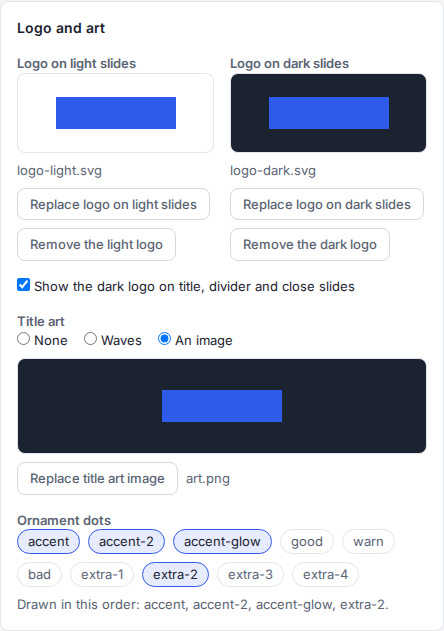 Logo and art
Logo on light slides
Logo on dark slides
logo-light.svg
logo-dark.svg
Replace logo on light slides
Replace logo on dark slides
Remove the light logo
Remove the dark logo
Show the dark logo on title, divider and close slides
Title art
None Waves An image
Replace title art image art.png
Ornament dots
accent accent-2 accent-glow good warn
bad extra-1 extra-2 extra-3 extra-4
Drawn in this order: accent, accent-2, accent-glow, extra-2.